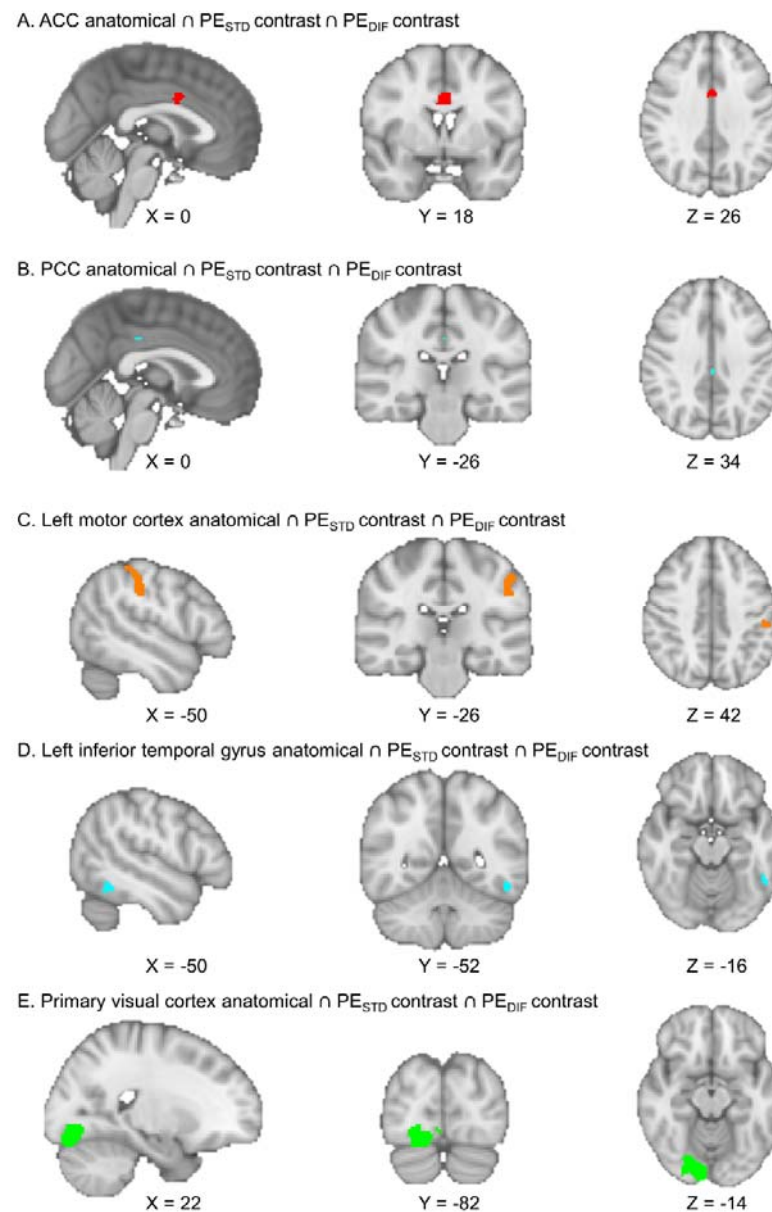 A. ACC anatomical ∩ PE_STD contrast ∩ PE_DIF contrast
X = 0 Y = 18 Z = 26
B. PCC anatomical ∩ PE_STD contrast ∩ PE_DIF contrast
X = 0 Y = -26 Z = 34
C. Left motor cortex anatomical ∩ PE_STD contrast ∩ PE_DIF contrast
X = -50 Y = -26 Z = 42
D. Left inferior temporal gyrus anatomical ∩ PE_STD contrast ∩ PE_DIF contrast
X = -50 Y = -52 Z = -16
E. Primary visual cortex anatomical ∩ PE_STD contrast ∩ PE_DIF contrast
X = 22 Y = -82 Z = -14